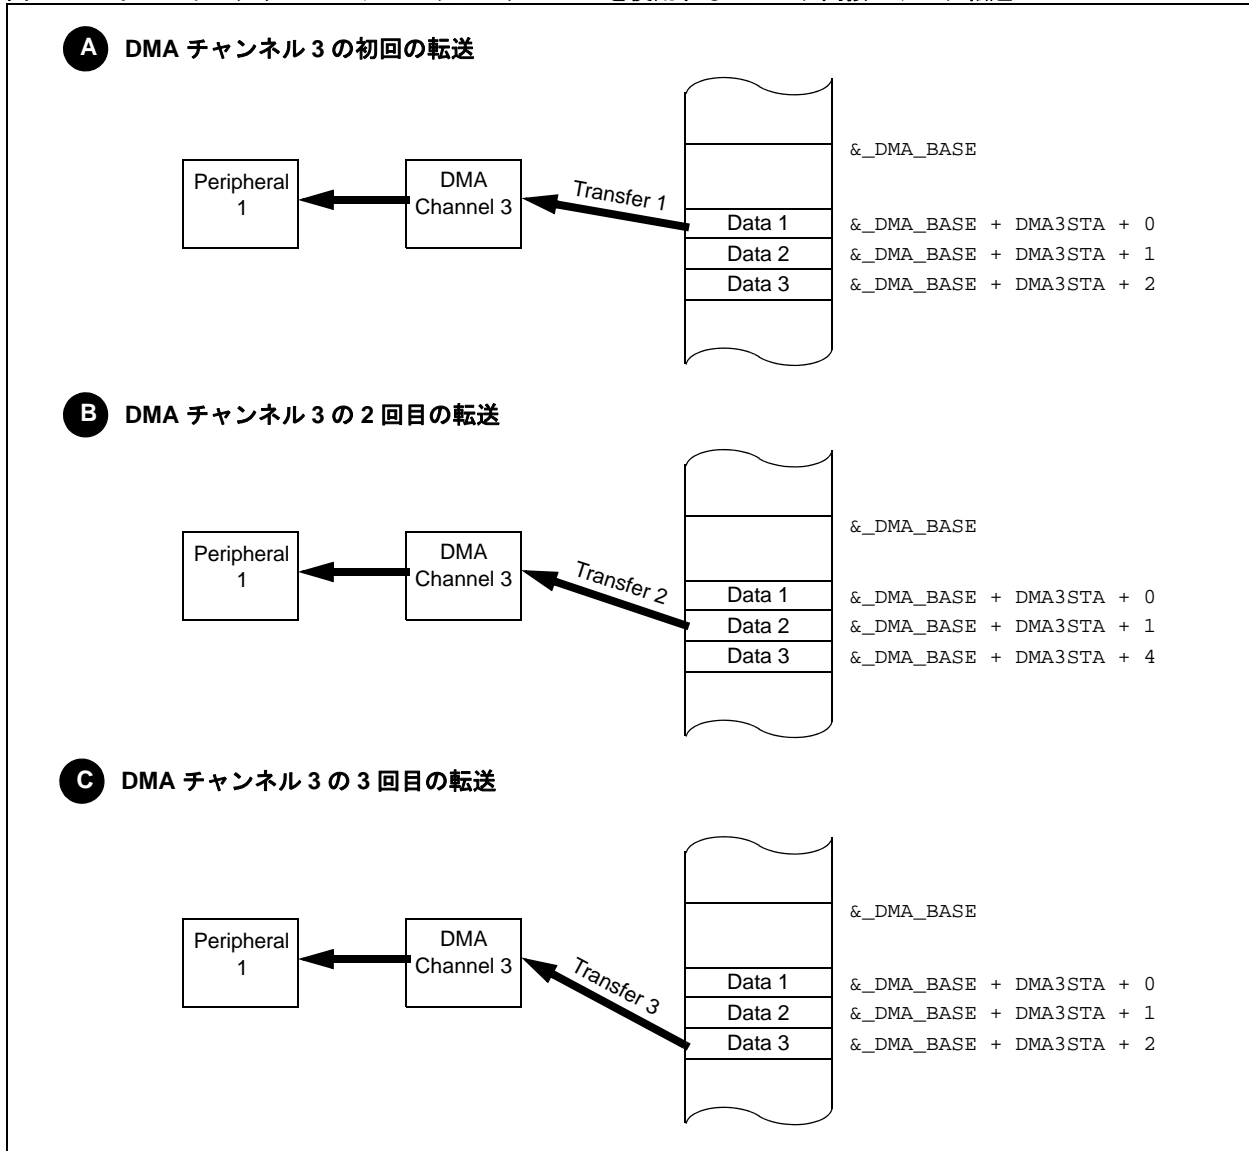 A DMA チャンネル 3 の初回の転送
&_DMA_BASE
Peripheral
1
DMA
Channel 3
Transfer 1
Data 1 &_DMA_BASE + DMA3STA + 0
Data 2 &_DMA_BASE + DMA3STA + 1
Data 3 &_DMA_BASE + DMA3STA + 2
B DMA チャンネル 3 の 2 回目の転送
&_DMA_BASE
Peripheral
1
DMA
Channel 3
Transfer 2
Data 1 &_DMA_BASE + DMA3STA + 0
Data 2 &_DMA_BASE + DMA3STA + 1
Data 3 &_DMA_BASE + DMA3STA + 4
C DMA チャンネル 3 の 3 回目の転送
&_DMA_BASE
Peripheral
1
DMA
Channel 3
Transfer 3
Data 1 &_DMA_BASE + DMA3STA + 0
Data 2 &_DMA_BASE + DMA3STA + 1
Data 3 &_DMA_BASE + DMA3STA + 2